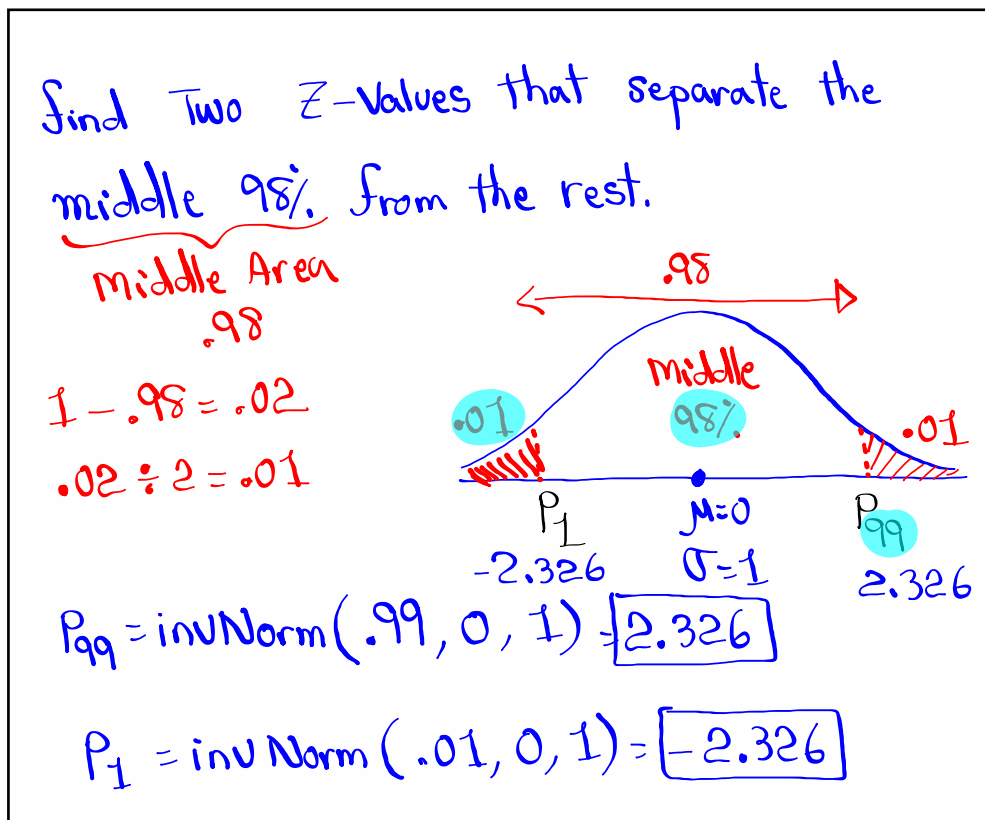 find Two Z-Values that separate the
middle 98% from the rest.
Middle Area
.98
1 - .98 = .02
.02 ÷ 2 = .01
.98
Middle
98%
.01
.01
P1
μ=0
P99
-2.326
σ=1
2.326
P99 = invNorm(.99, 0, 1) = 2.326
P1 = invNorm(.01, 0, 1) = -2.326